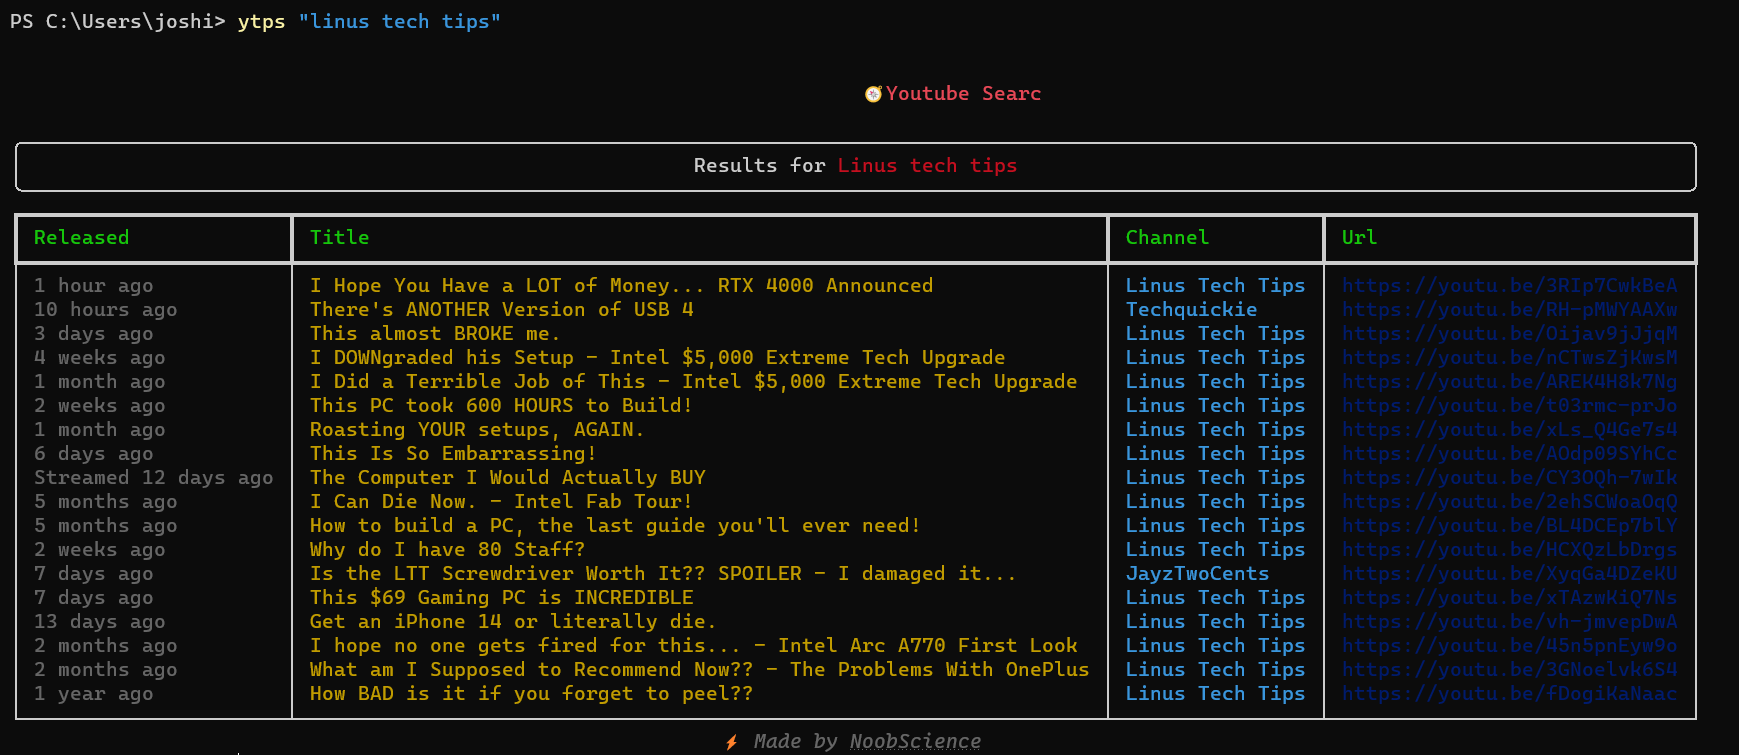 PS C:\Users\joshi> ytps "linus tech tips"
Youtube Searc
Results for Linus tech tips
Released Title Channel Url
1 hour ago I Hope You Have a LOT of Money... RTX 4000 Announced Linus Tech Tips https://youtu.be/3RIp7CwkBeA
10 hours ago There's ANOTHER Version of USB 4 Techquickie https://youtu.be/RH-pMWYAAXw
3 days ago This almost BROKE me. Linus Tech Tips https://youtu.be/Oijav9jJjqM
4 weeks ago I DOWNgraded his Setup - Intel $5,000 Extreme Tech Upgrade Linus Tech Tips https://youtu.be/nCTwsZjKwsM
1 month ago I Did a Terrible Job of This - Intel $5,000 Extreme Tech Upgrade Linus Tech Tips https://youtu.be/AREK4H8k7Ng
2 weeks ago This PC took 600 HOURS to Build! Linus Tech Tips https://youtu.be/t03rmc-prJo
1 month ago Roasting YOUR setups, AGAIN. Linus Tech Tips https://youtu.be/xLs_Q4Ge7s4
6 days ago This Is So Embarrassing! Linus Tech Tips https://youtu.be/AOdp09SYhCc
Streamed 12 days ago The Computer I Would Actually BUY Linus Tech Tips https://youtu.be/CY3OQh-7wIk
5 months ago I Can Die Now. - Intel Fab Tour! Linus Tech Tips https://youtu.be/2ehSCWoaOqQ
5 months ago How to build a PC, the last guide you'll ever need! Linus Tech Tips https://youtu.be/BL4DCEp7blY
2 weeks ago Why do I have 80 Staff? Linus Tech Tips https://youtu.be/HCXQzLbDrgs
7 days ago Is the LTT Screwdriver Worth It?? SPOILER - I damaged it... JayzTwoCents https://youtu.be/XyqGa4DZeKU
7 days ago This $69 Gaming PC is INCREDIBLE Linus Tech Tips https://youtu.be/xTAzwKiQ7Ns
13 days ago Get an iPhone 14 or literally die. Linus Tech Tips https://youtu.be/vh-jmvepDwA
2 months ago I hope no one gets fired for this... - Intel Arc A770 First Look Linus Tech Tips https://youtu.be/45n5pnEyw9o
2 months ago What am I Supposed to Recommend Now?? - The Problems With OnePlus Linus Tech Tips https://youtu.be/3GNoelvk6S4
1 year ago How BAD is it if you forget to peel?? Linus Tech Tips https://youtu.be/fDogiKaNaac
Made by NoobScience